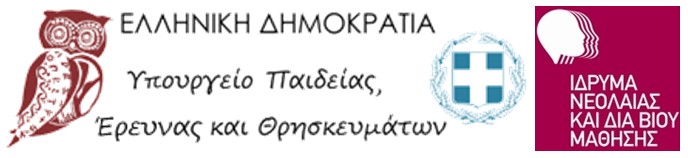 ΕΛΛΗΝΙΚΗ ΔΗΜΟΚΡΑΤΙΑ
Υπουργείο Παιδείας,
Έρευνας και Θρησκευμάτων
ΙΔΡΥΜΑ
ΝΕΟΛΑΙΑΣ
ΚΑΙ ΔΙΑ ΒΙΟΥ
ΜΑΘΗΣΗΣ